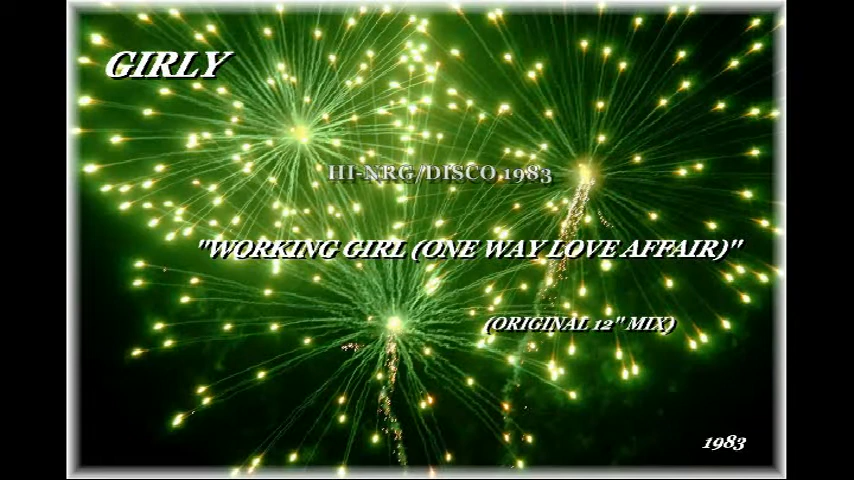 GIRLY
HI-NRG/DISCO 1983
"WORKING GIRL (ONE WAY LOVE AFFAIR)"
(ORIGINAL 12" MIX)
1983